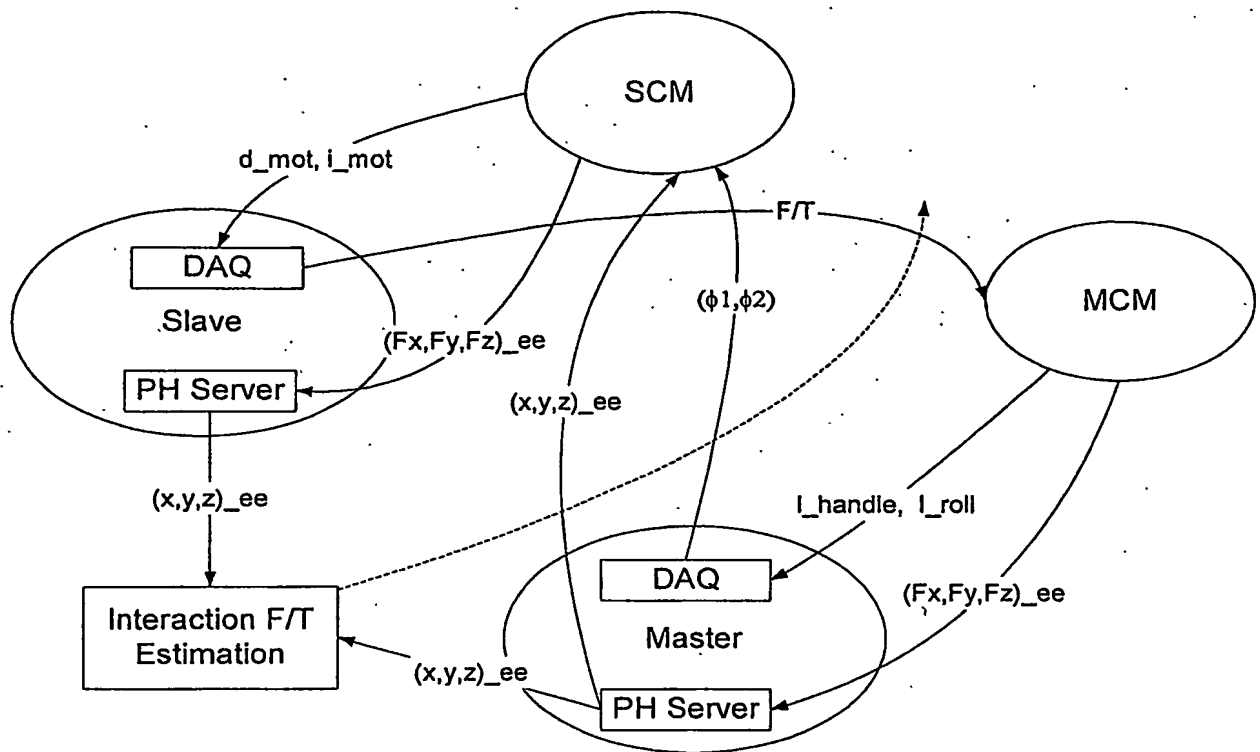 SCM
d_mot, i_mot
F/T
DAQ
Slave
(ϕ1,ϕ2)
MCM
(Fx,Fy,Fz)_ee
PH Server
(x,y,z)_ee
(x,y,z)_ee
I_handle, I_roll
DAQ
(Fx,Fy,Fz)_ee
Interaction F/T
Estimation
Master
(x,y,z)_ee
PH Server